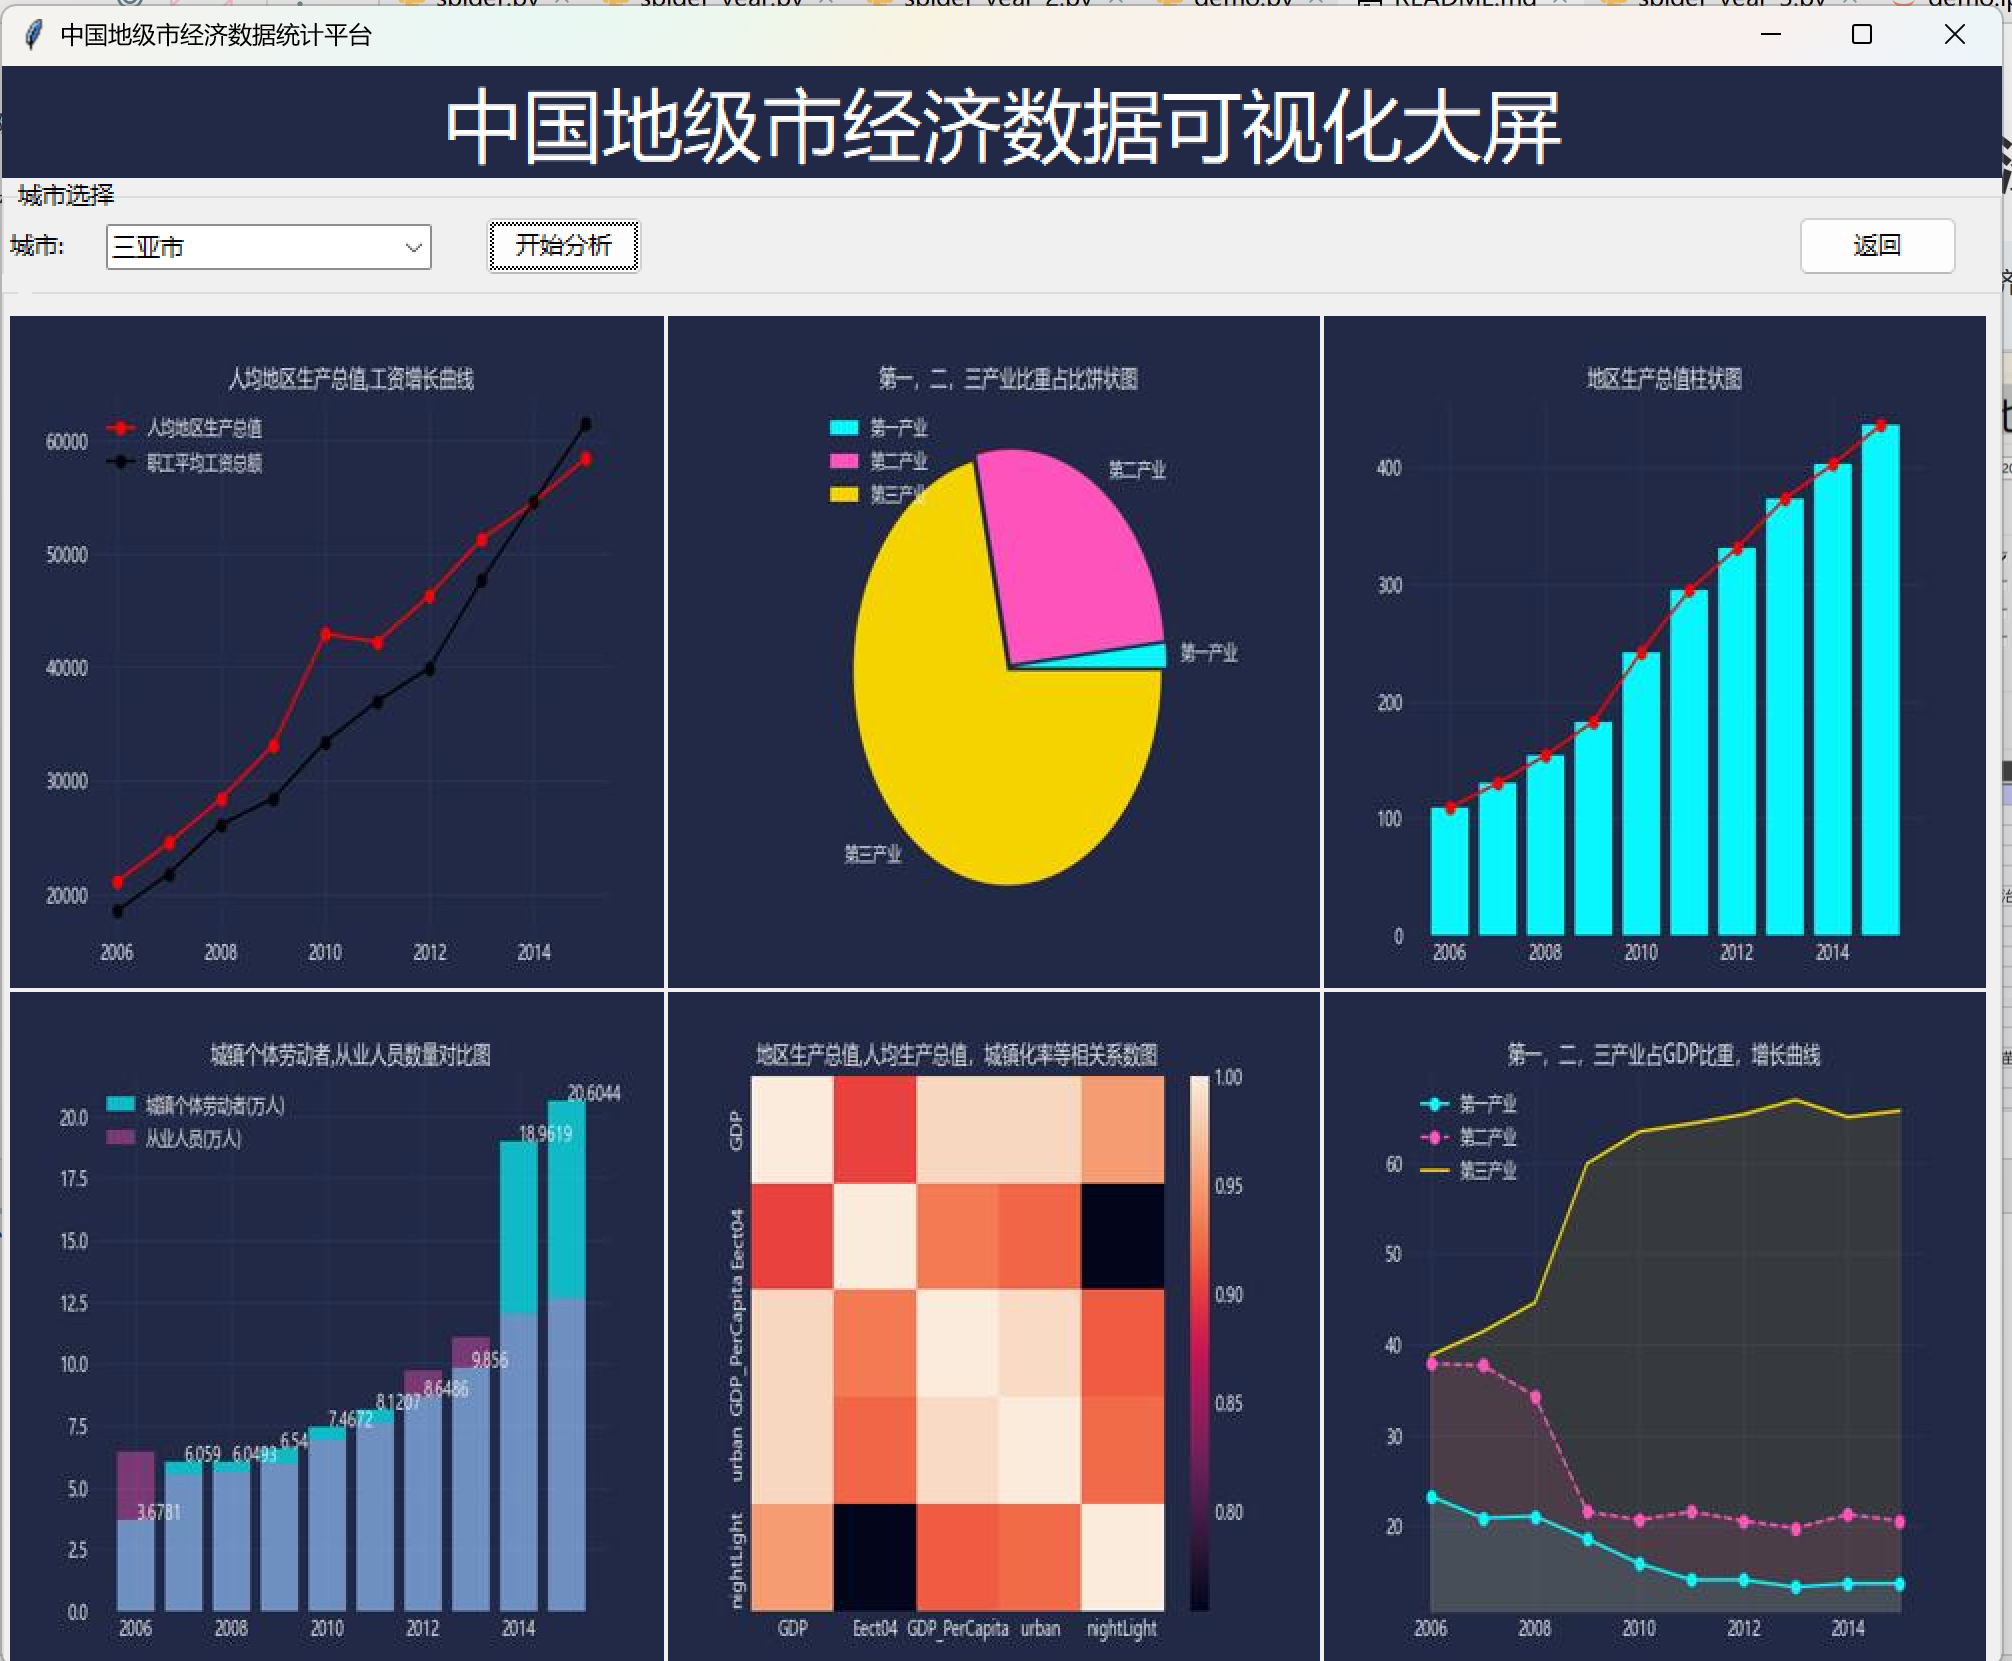 spider.py
spider_year.py
spider_year_2.py
demo.py
README.md
spider_year_3.py
中国地级市经济数据统计平台
中国地级市经济数据可视化大屏
城市选择
城市:
三亚市
开始分析
返回
人均地区生产总值,工资增长曲线
人均地区生产总值
职工平均工资总额
60000
50000
40000
30000
20000
2006 2008 2010 2012 2014
第一，二，三产业比重占比饼状图
第一产业
第二产业
第三产业
第二产业
第一产业
第三产业
地区生产总值柱状图
400
300
200
100
0
2006 2008 2010 2012 2014
城镇个体劳动者,从业人员数量对比图
城镇个体劳动者(万人)
从业人员(万人)
20.0
17.5
15.0
12.5
10.0
7.5
5.0
2.5
0.0
3.6781
6.059
6.0493
6.54
7.4672
8.1207
8.6486
9.856
18.9619
20.6044
2006 2008 2010 2012 2014
地区生产总值,人均生产总值，城镇化率等相关系数图
GDP
Eect04
GDP_PerCapita
urban
nightLight
GDP Eect04 GDP_PerCapita urban nightLight
1.00
0.95
0.90
0.85
0.80
第一，二，三产业占GDP比重，增长曲线
第一产业
第二产业
第三产业
60
50
40
30
20
2006 2008 2010 2012 2014